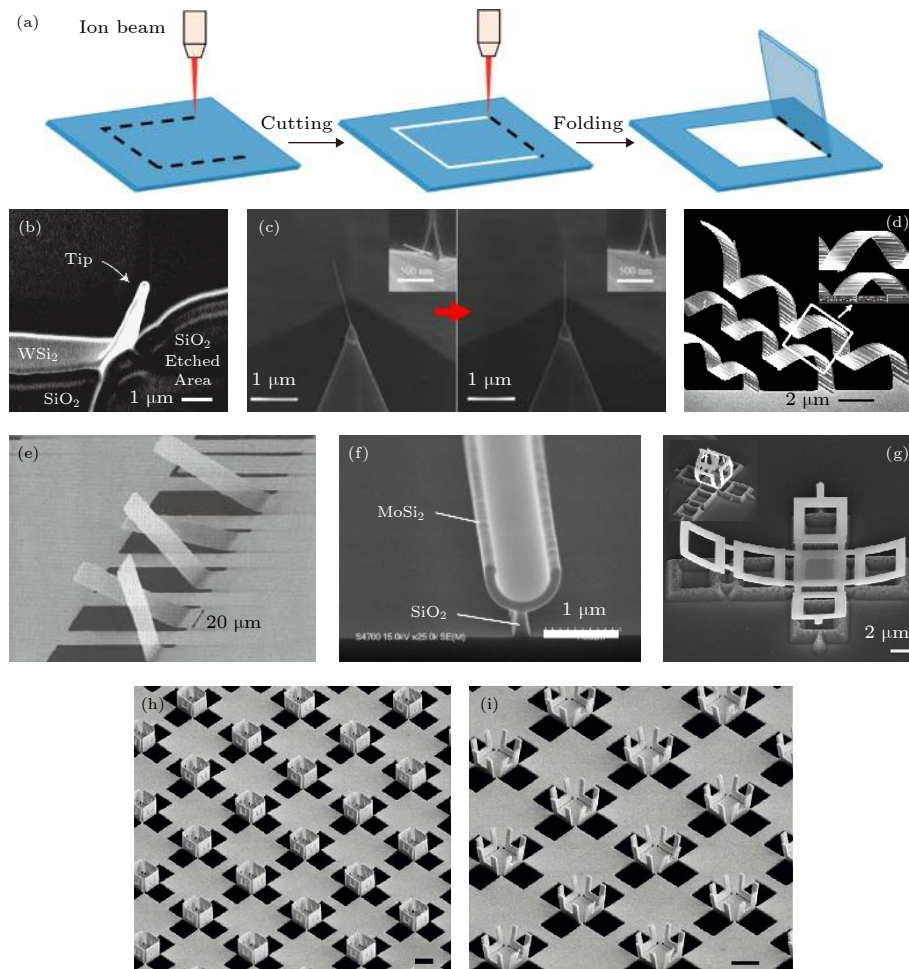 (a)
Ion beam
Cutting
Folding
(b)
Tip
WSi₂
SiO₂
SiO₂
Etched
Area
1 μm
(c)
500 nm
500 nm
1 μm
1 μm
(d)
2 μm
(e)
20 μm
(f)
MoSi₂
SiO₂
1 μm
S4700 15.0kV x25.0k SE(M)
(g)
2 μm
(h)
(i)